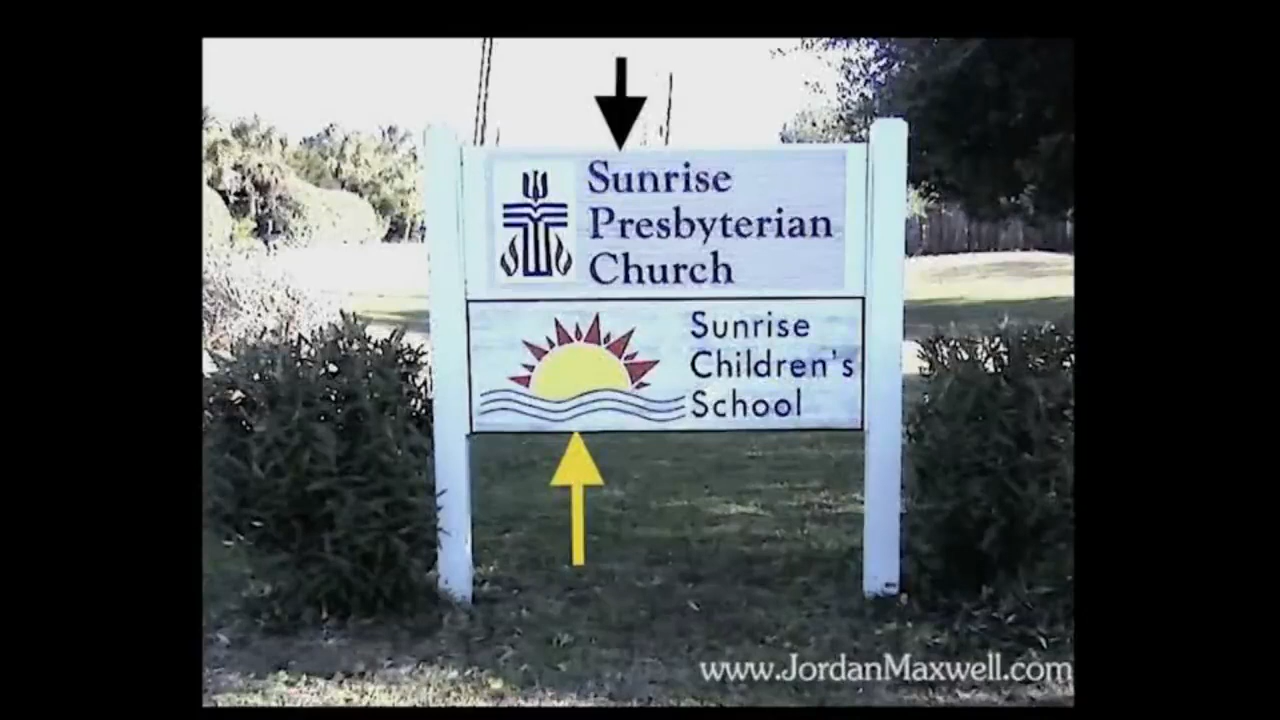 Sunrise
Presbyterian
Church
Sunrise
Children's
School
www.JordanMaxwell.com